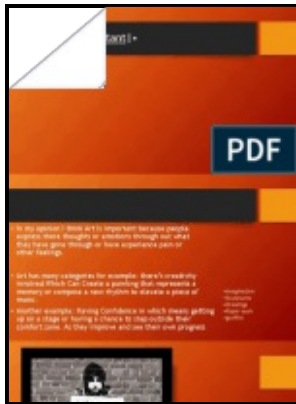 tant |
PDF
• In my opinion I think Art is important because people
express there thoughts or emotions through out what
they have gone through or have experience pain or
other feelings.
• Art has many categories for example: there's creativity
involved Which Can Create a painting that represents a
memory or compose a new rhythm to elevate a piece of
music.
• Another example: Having Confidence in which means getting
up on a stage or having a chance to step outside their
comfort zone. As they improve and see their own progress